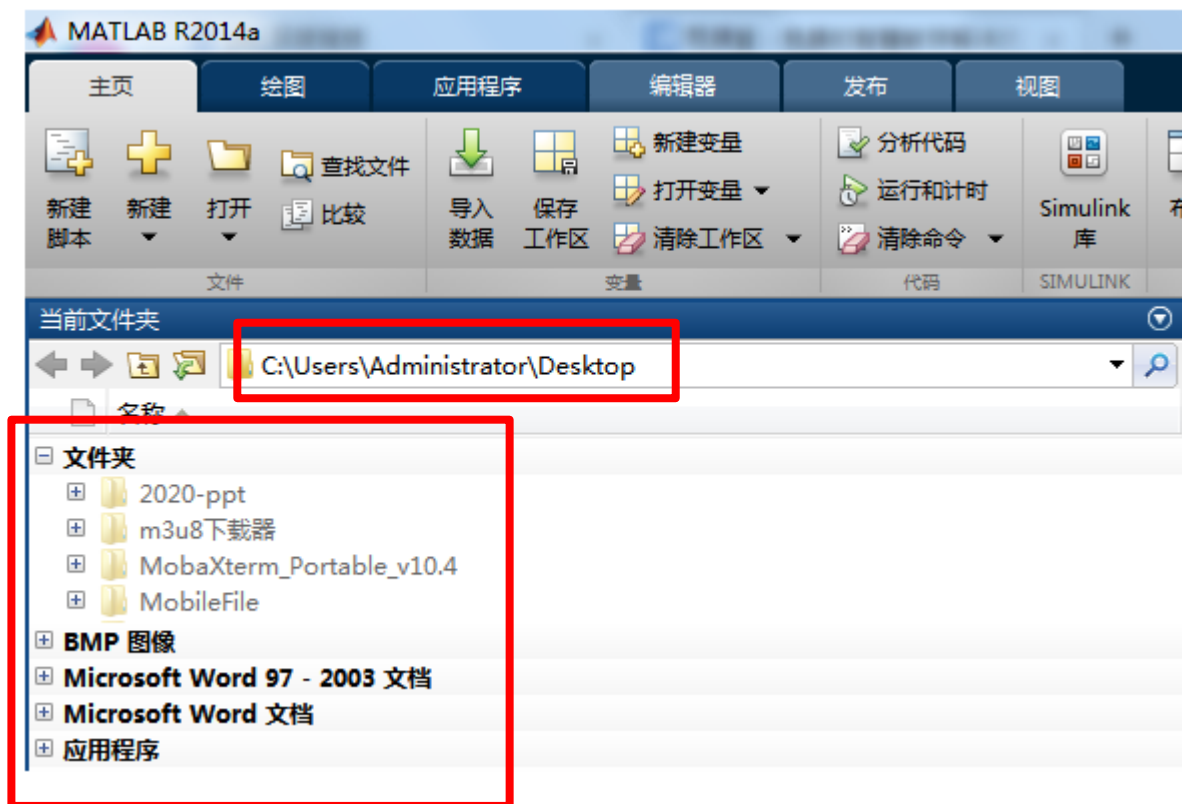 MATLAB R2014a
主页 绘图 应用程序 编辑器 发布 视图
新建脚本 新建 打开 查找文件 比较 导入数据 保存工作区 新建变量 打开变量 清除工作区 分析代码 运行和计时 清除命令 Simulink 库
文件 变量 代码 SIMULINK
当前文件夹
C:\Users\Administrator\Desktop
名称
文件夹
2020-ppt
m3u8下载器
MobaXterm_Portable_v10.4
MobileFile
BMP 图像
Microsoft Word 97 - 2003 文档
Microsoft Word 文档
应用程序